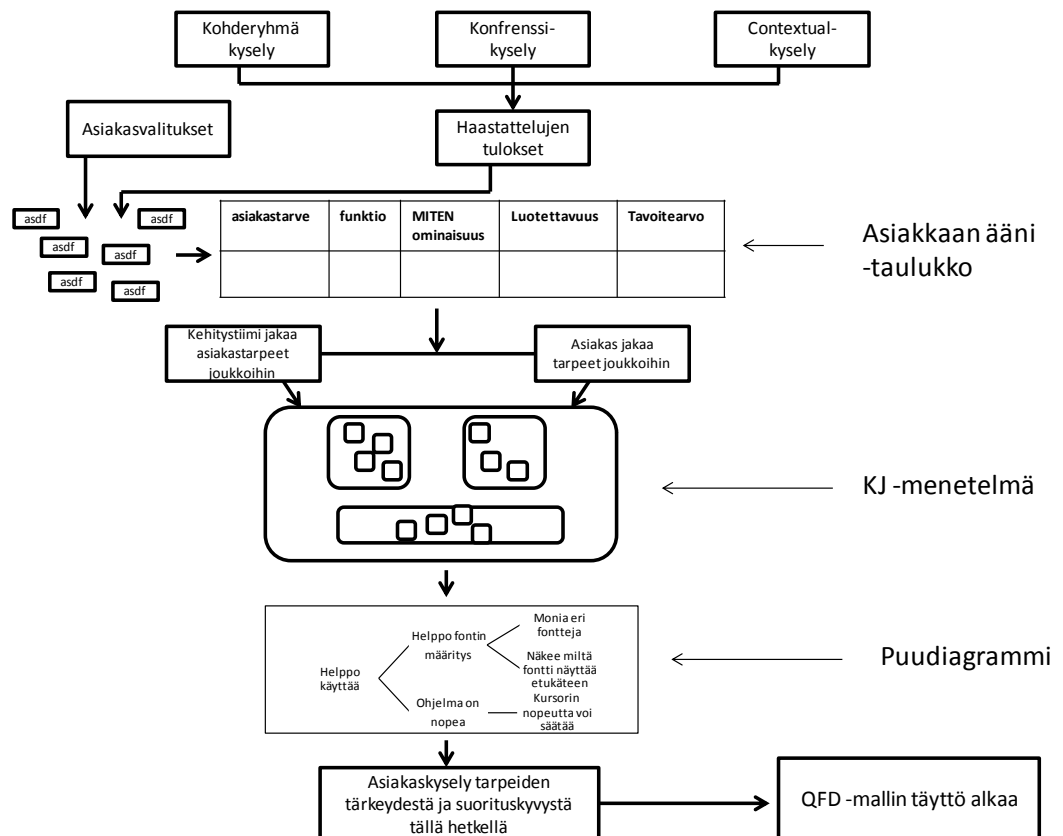 Kohderyhmä
kysely
Konfrenssi-
kysely
Contextual-
kysely
Asiakasvalitukset
Haastattelujen
tulokset
asdf
asdf
asdf
asdf
asdf
asdf
asiakastarve
funktio
MITEN
ominaisuus
Luotettavuus
Tavoitearvo
Asiakkaan ääni
-taulukko
Kehitystiimi jakaa
asiakastarpeet
joukkoihin
Asiakas jakaa
tarpeet joukkoihin
KJ -menetelmä
Helppo
käyttää
Helppo fontin
määritys
Monia eri
fontteja
Näkee miltä
fontti näyttää
etukäteen
Ohjelma on
nopea
Kursorin
nopeutta voi
säätää
Puudiagrammi
Asiakaskysely tarpeiden
tärkeydestä ja suorituskyvystä
tällä hetkellä
QFD -mallin täyttö alkaa